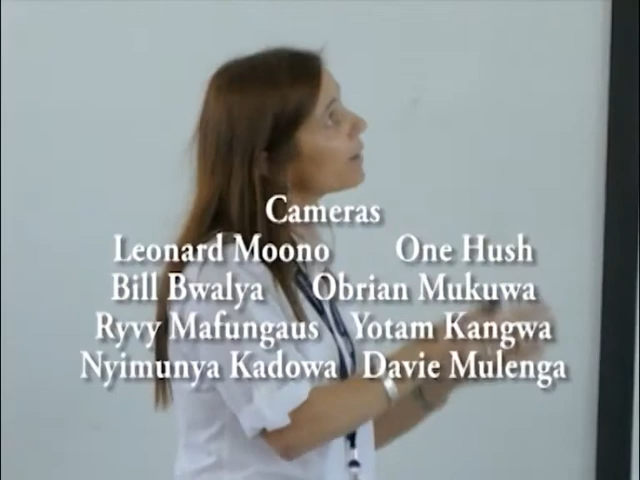 Cameras
Leonard Moono One Hush
Bill Bwalya Obrian Mukuwa
Ryvy Mafungaus Yotam Kangwa
Nyimunya Kadowa Davie Mulenga